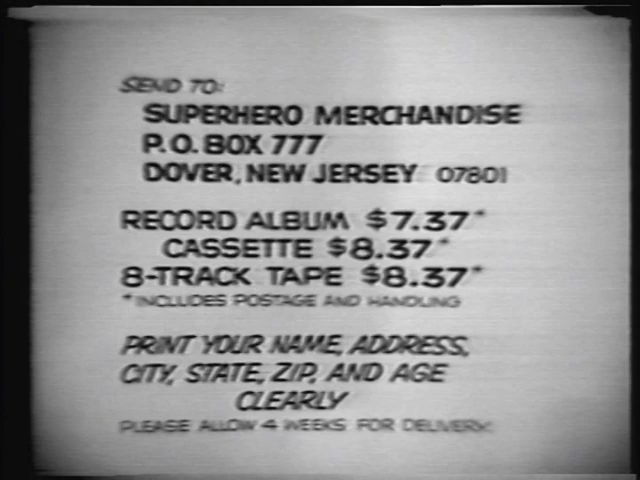 SEND TO:
SUPERHERO MERCHANDISE
P.O. BOX 777
DOVER, NEW JERSEY 07801
RECORD ALBUM $7.37*
CASSETTE $8.37*
8-TRACK TAPE $8.37*
*INCLUDES POSTAGE AND HANDLING
PRINT YOUR NAME, ADDRESS,
CITY, STATE, ZIP, AND AGE
CLEARLY
PLEASE ALLOW 4 WEEKS FOR DELIVERY.